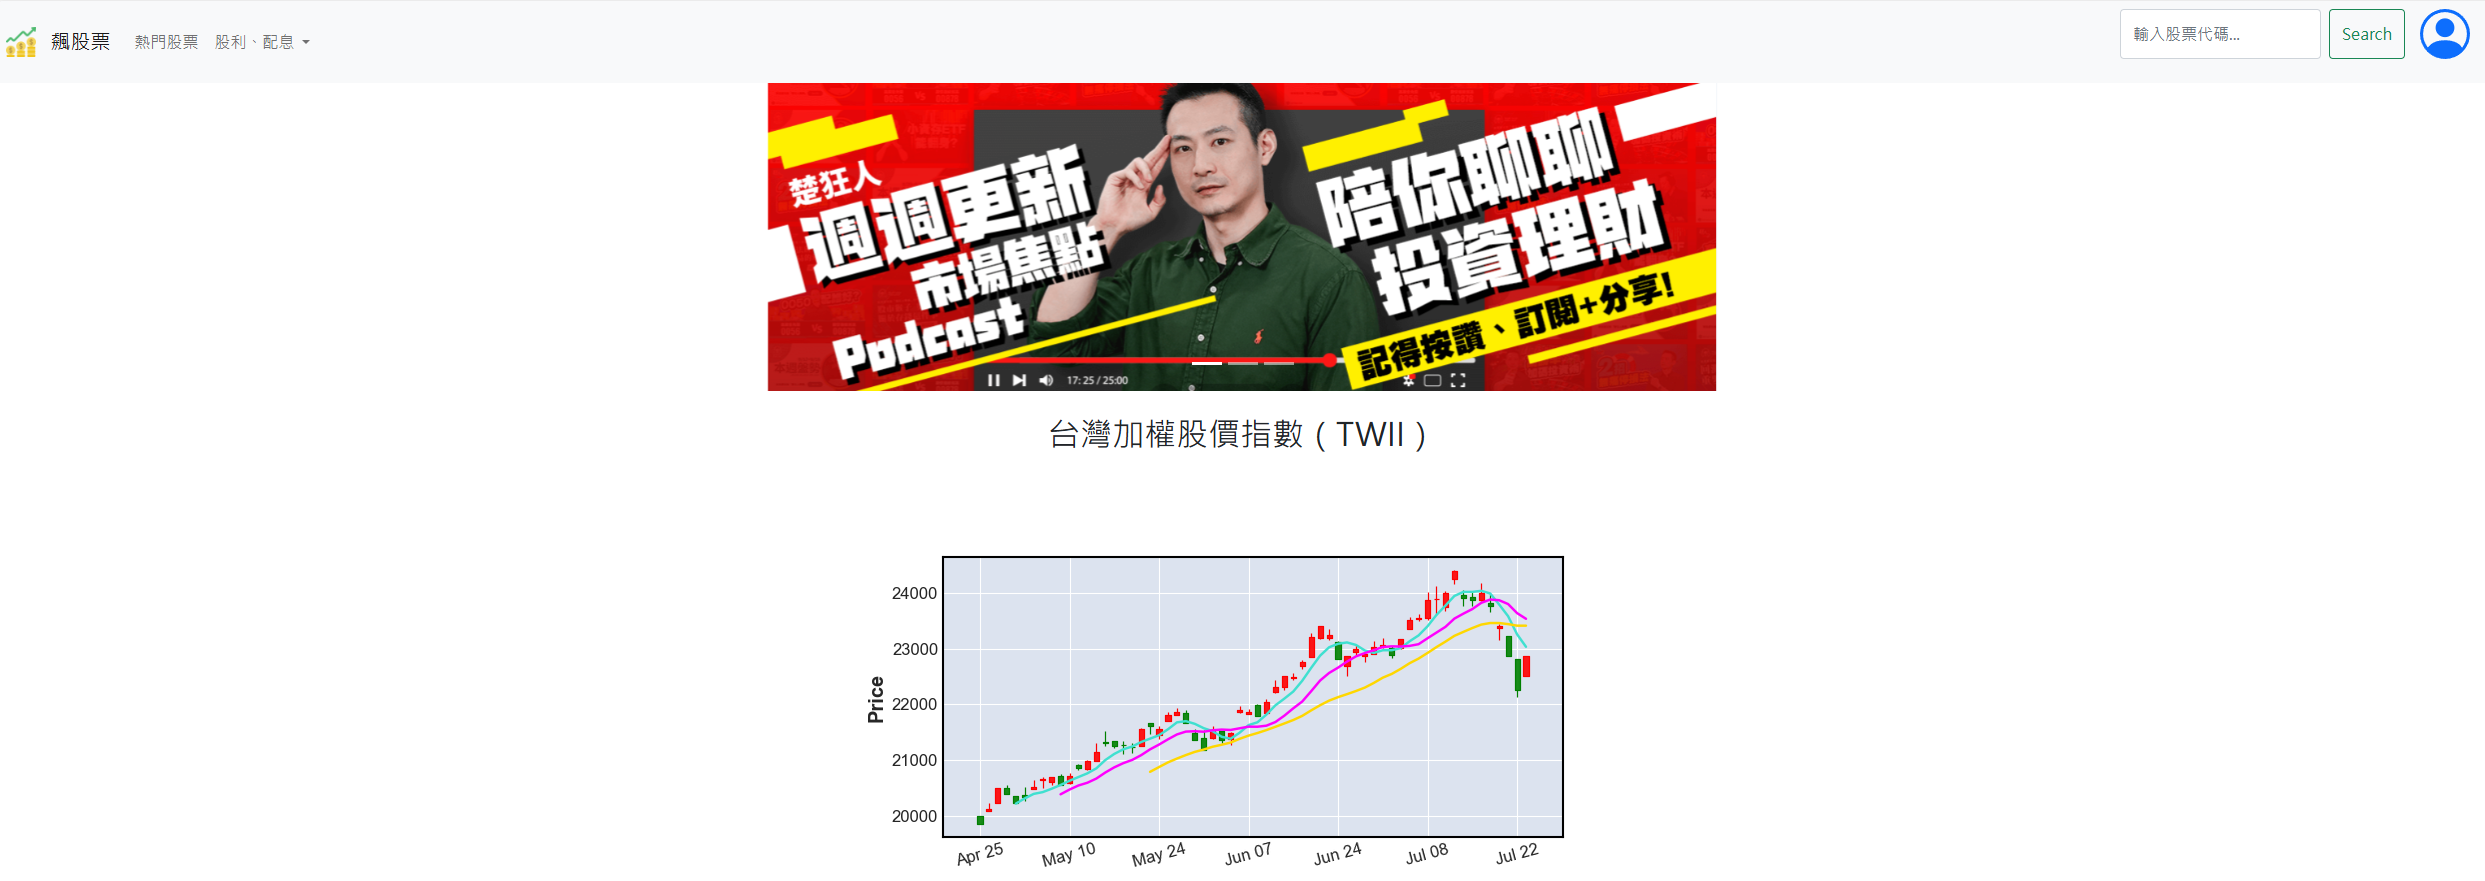 飆股票
熱門股票
股利、配息
輸入股票代碼...
Search
楚狂人
週週更新
市場焦點
Podcast
陪你聊聊
投資理財
記得按讚、訂閱+分享!
17:25 / 25:00
台灣加權股價指數（TWII）
Price
24000
23000
22000
21000
20000
Apr 25
May 10
May 24
Jun 07
Jun 24
Jul 08
Jul 22